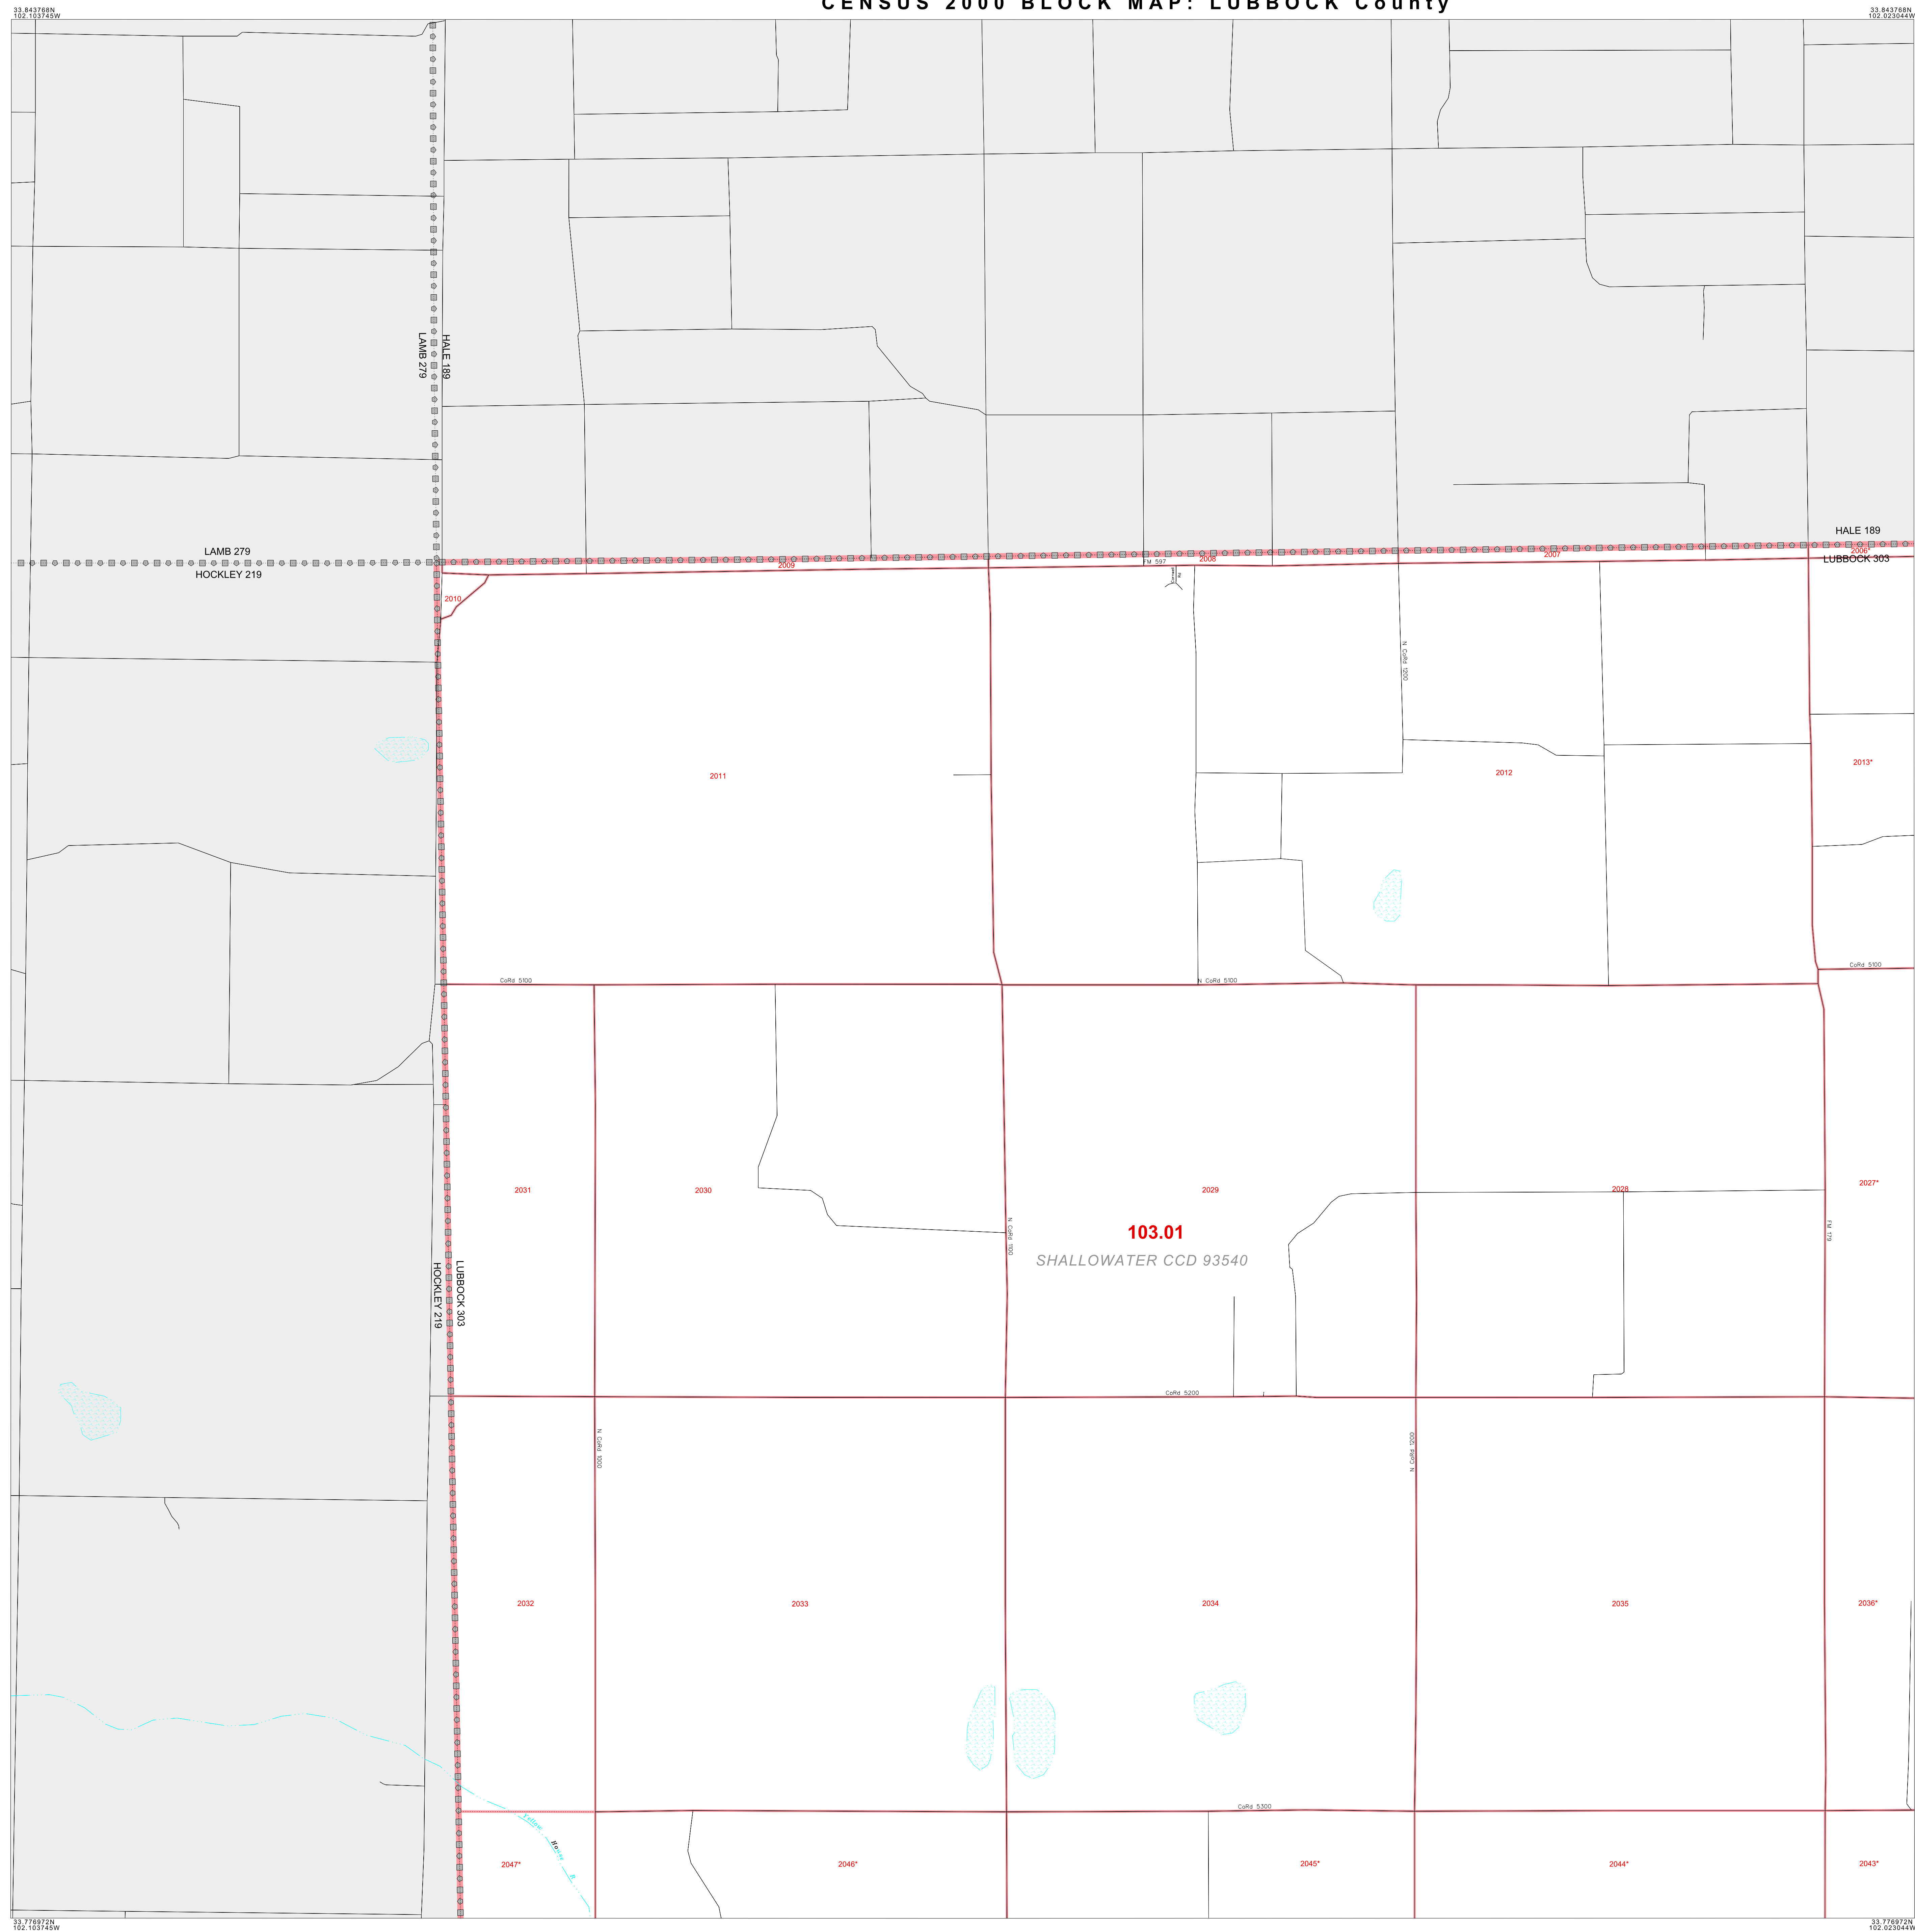 CENSUS 2000 BLOCK MAP: LUBBOCK County
33.843768N
102.103745W
33.843768N
102.023044W
LAMB 279
HALE 189
LAMB 279
HOCKLEY 219
HALE 189
LUBBOCK 303
2006*
2007
2008
2009
FM 597
2010
N CoRd 1200
2011
2012
2013*
CoRd 5100
N CoRd 5100
CoRd 5100
2031
2030
2029
2028
2027*
N CoRd 1100
FM 179
103.01
SHALLOWATER CCD 93540
HOCKLEY 219
LUBBOCK 303
CoRd 5200
N CoRd 1000
N CoRd 1200
2032
2033
2034
2035
2036*
CoRd 5300
Yellow House
2047*
2046*
2045*
2044*
2043*
33.776972N
102.103745W
33.776972N
102.023044W